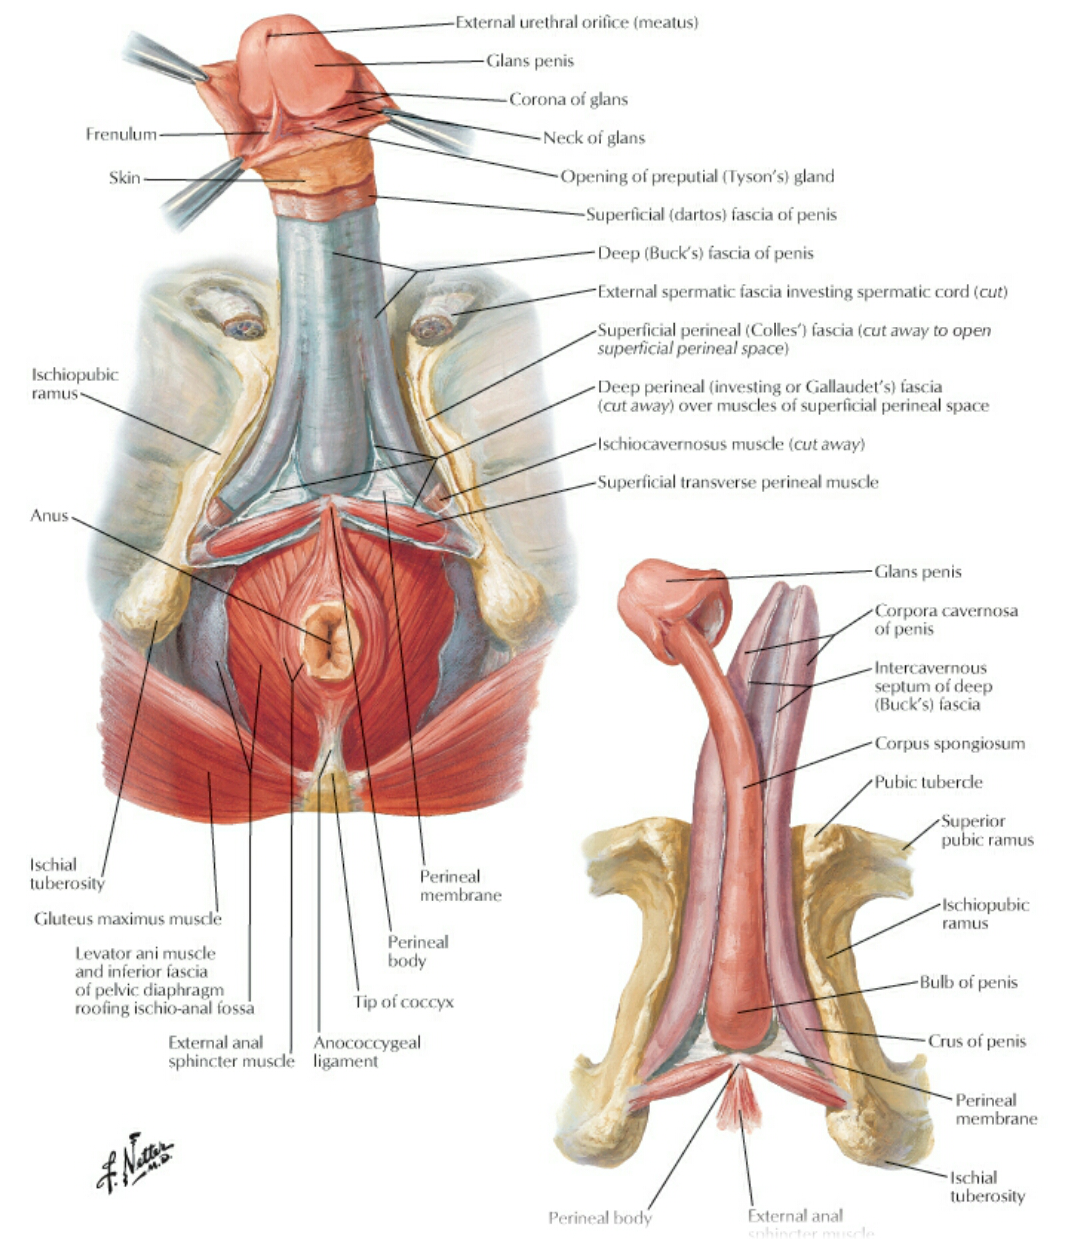 External urethral orifice (meatus)
Glans penis
Corona of glans
Neck of glans
Opening of preputial (Tyson's) gland
Superficial (dartos) fascia of penis
Deep (Buck's) fascia of penis
External spermatic fascia investing spermatic cord (cut)
Superficial perineal (Colles') fascia (cut away to open
superficial perineal space)
Deep perineal (investing or Gallaudet's) fascia
(cut away) over muscles of superficial perineal space
Ischiocavernosus muscle (cut away)
Superficial transverse perineal muscle
Frenulum
Skin
Ischiopubic
ramus
Anus
Ischial
tuberosity
Gluteus maximus muscle
Levator ani muscle
and inferior fascia
of pelvic diaphragm
roofing ischio-anal fossa
External anal
sphincter muscle
Anococcygeal
ligament
Tip of coccyx
Perineal
body
Perineal
membrane
Glans penis
Corpora cavernosa
of penis
Intercavernous
septum of deep
(Buck's) fascia
Corpus spongiosum
Pubic tubercle
Superior
pubic ramus
Ischiopubic
ramus
Bulb of penis
Crus of penis
Perineal
membrane
Ischial
tuberosity
Perineal body
External anal
sphincter muscle
F. Netter
M.D.